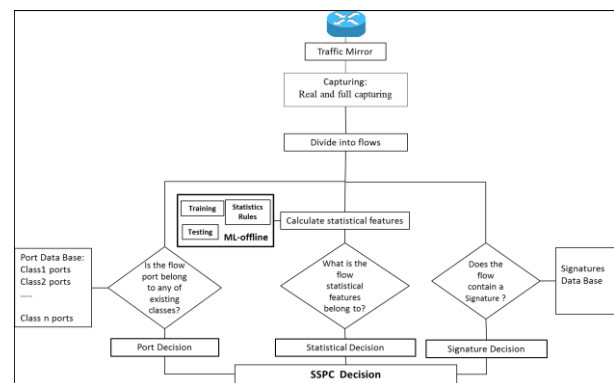 Traffic Mirror
Capturing:
Real and full capturing
Divide into flows
Training
Statistics
Rules
Testing
ML-offline
Calculate statistical features
Port Data Base:
Class1 ports
Class2 ports
.....
Class n ports
Is the flow
port belong to
any of existing
classes?
What is the
flow
statistical
features
belong to?
Does the
flow
contain a
Signature ?
Signatures
Data Base
Port Decision
Statistical Decision
Signature Decision
SSPC Decision